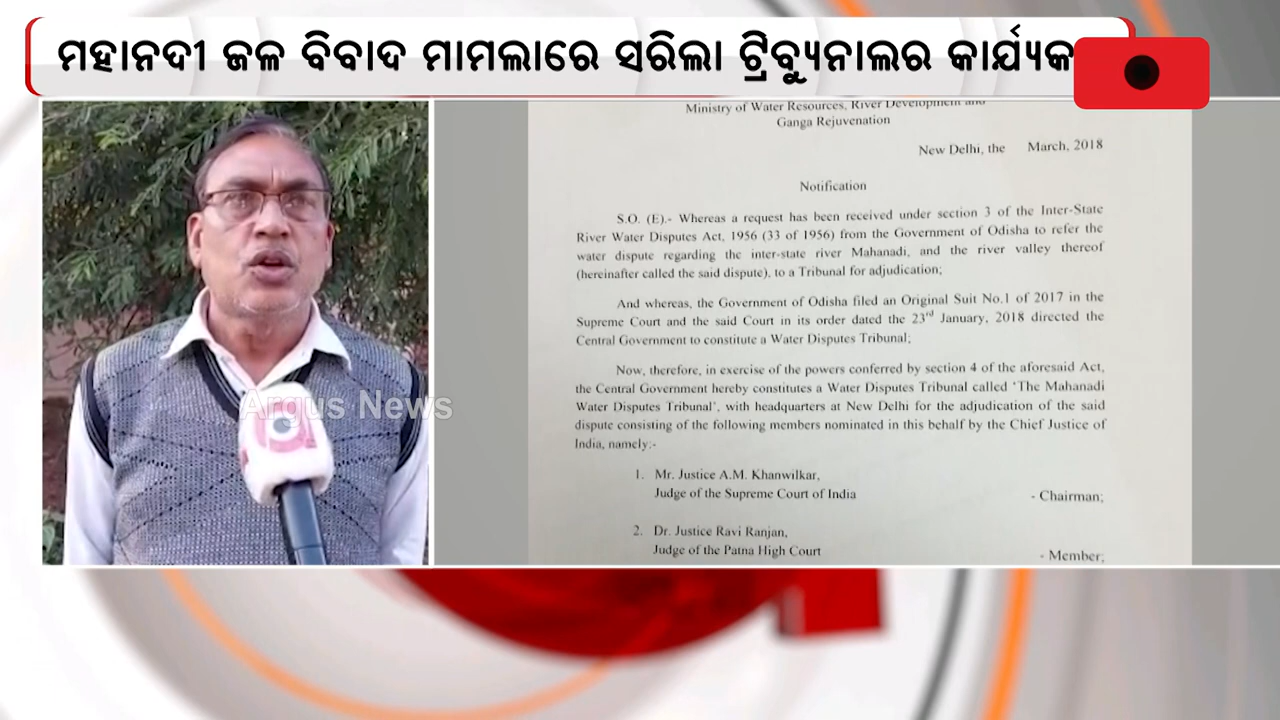 ମହାନଦୀ ଜଳ ବିବାଦ ମାମଲାରେ ସରିଲା ଟ୍ରିବ୍ୟୁନାଲର କାର୍ଯ୍ୟକ
Argus News
Ministry of Water Resources, River Development and
Ganga Rejuvenation
New Delhi, the March, 2018
Notification
S.O. (E).- Whereas a request has been received under section 3 of the Inter-State
River Water Disputes Act, 1956 (33 of 1956) from the Government of Odisha to refer the
water dispute regarding the inter-state river Mahanadi, and the river valley thereof
(hereinafter called the said dispute), to a Tribunal for adjudication;
And whereas, the Government of Odisha filed an Original Suit No.1 of 2017 in the
Supreme Court and the said Court in its order dated the 23rd January, 2018 directed the
Central Government to constitute a Water Disputes Tribunal;
Now, therefore, in exercise of the powers conferred by section 4 of the aforesaid Act,
the Central Government hereby constitutes a Water Disputes Tribunal called 'The Mahanadi
Water Disputes Tribunal', with headquarters at New Delhi for the adjudication of the said
dispute consisting of the following members nominated in this behalf by the Chief Justice of
India, namely:-
1. Mr. Justice A.M. Khanwilkar,
Judge of the Supreme Court of India - Chairman;
2. Dr. Justice Ravi Ranjan,
Judge of the Patna High Court - Member;